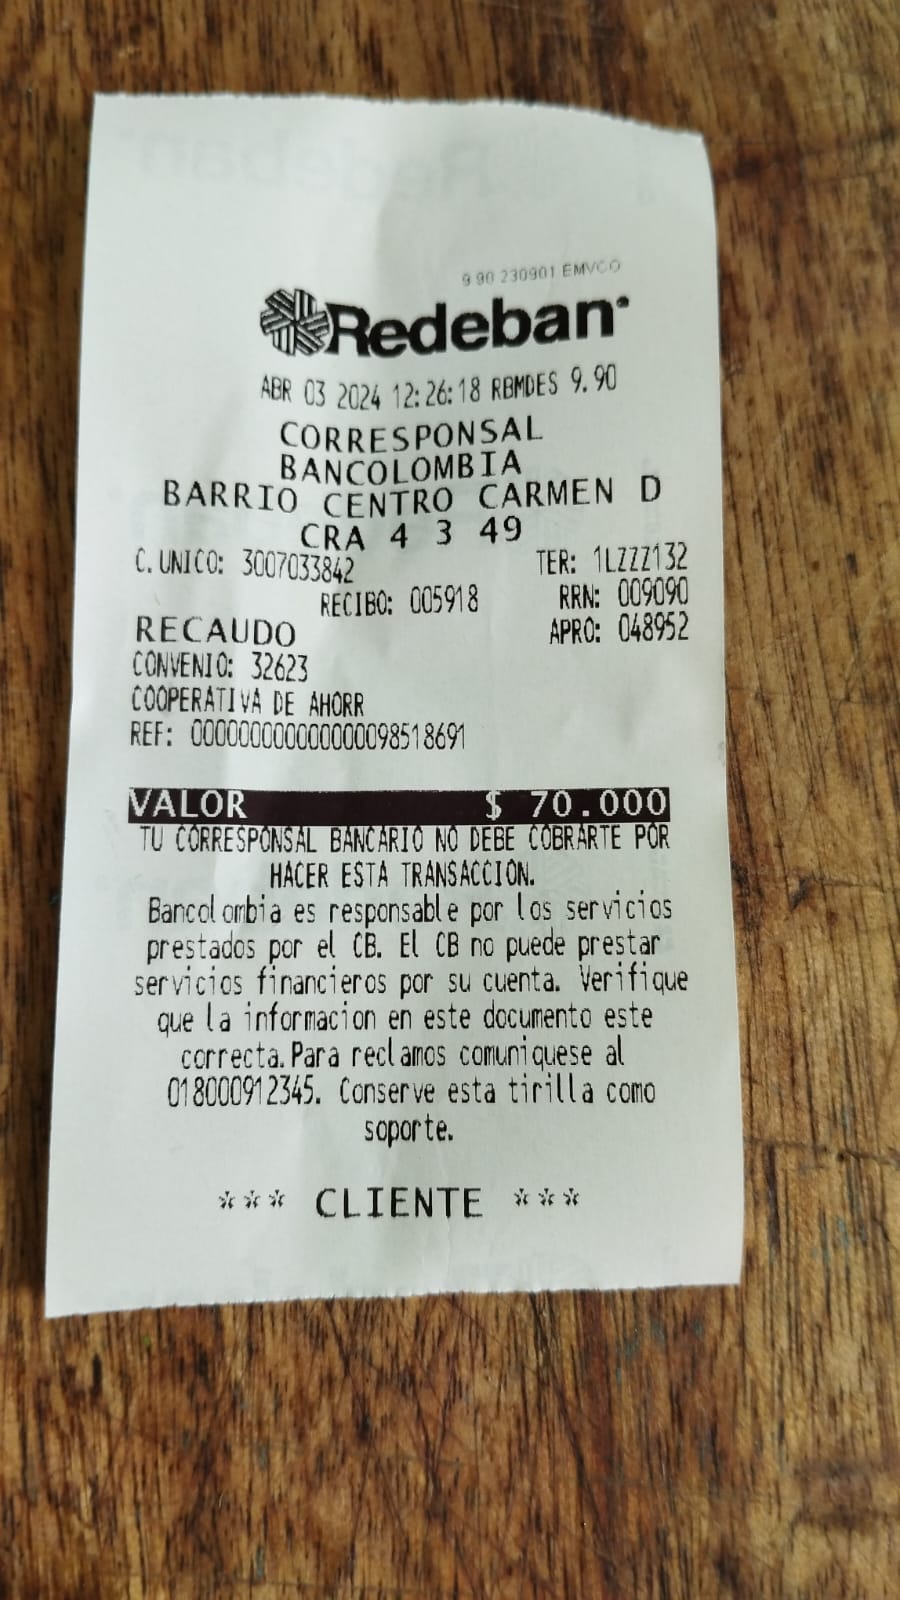 9 90 230901 EMVCO
Redeban
ABR 03 2024 12:26:18 RBMDES 9.90
CORRESPONSAL
BANCOLOMBIA
BARRIO CENTRO CARMEN D
CRA 4 3 49
C. UNICO: 3007033842 TER: 1LZZZ132
RECIBO: 005918 RRN: 009090
RECAUDO APRO: 048952
CONVENIO: 32623
COOPERATIVA DE AHORR
REF: 000000000000000098518691
VALOR $ 70.000
TU CORRESPONSAL BANCARIO NO DEBE COBRARTE POR
HACER ESTA TRANSACCION.
Bancolombia es responsable por los servicios
prestados por el CB. El CB no puede prestar
servicios financieros por su cuenta. Verifique
que la informacion en este documento este
correcta. Para reclamos comuniquese al
018000912345. Conserve esta tirilla como
soporte.
*** CLIENTE ***